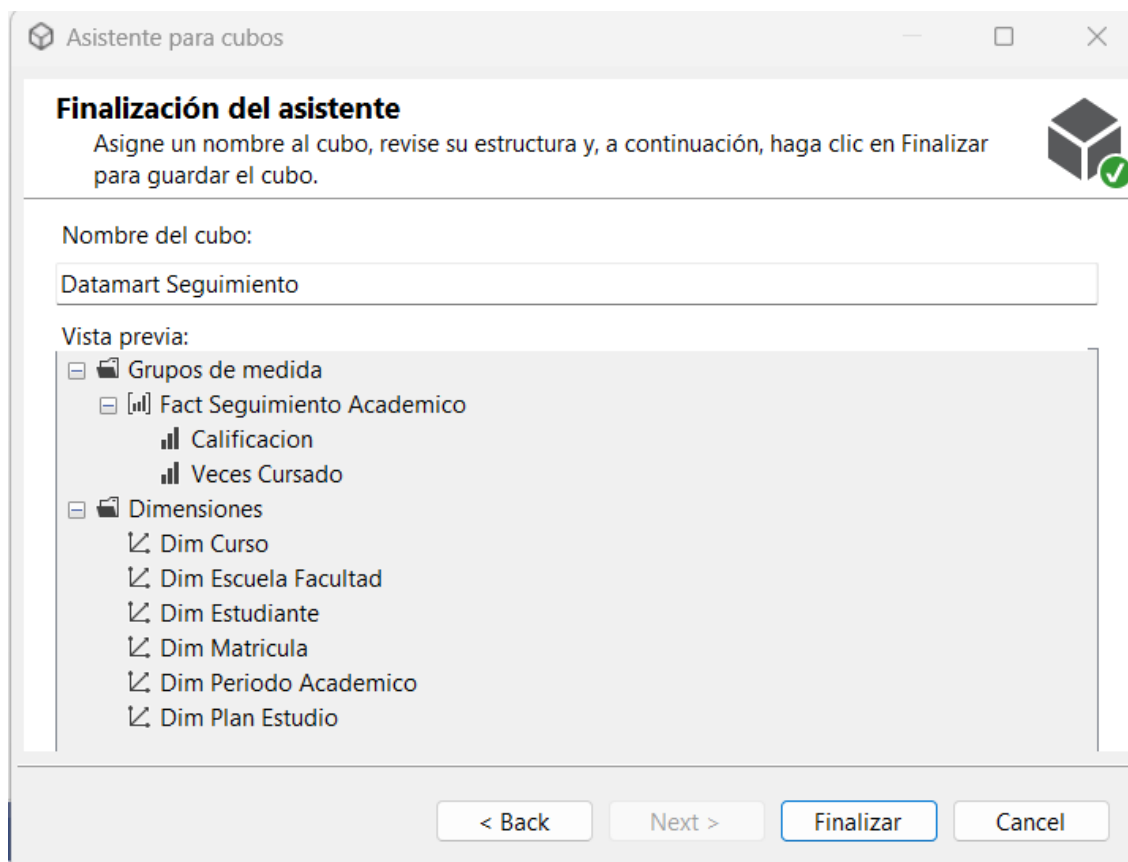 Asistente para cubos
Finalización del asistente
Asigne un nombre al cubo, revise su estructura y, a continuación, haga clic en Finalizar
para guardar el cubo.
Nombre del cubo:
Datamart Seguimiento
Vista previa:
Grupos de medida
Fact Seguimiento Academico
Calificacion
Veces Cursado
Dimensiones
Dim Curso
Dim Escuela Facultad
Dim Estudiante
Dim Matricula
Dim Periodo Academico
Dim Plan Estudio
< Back Next > Finalizar Cancel